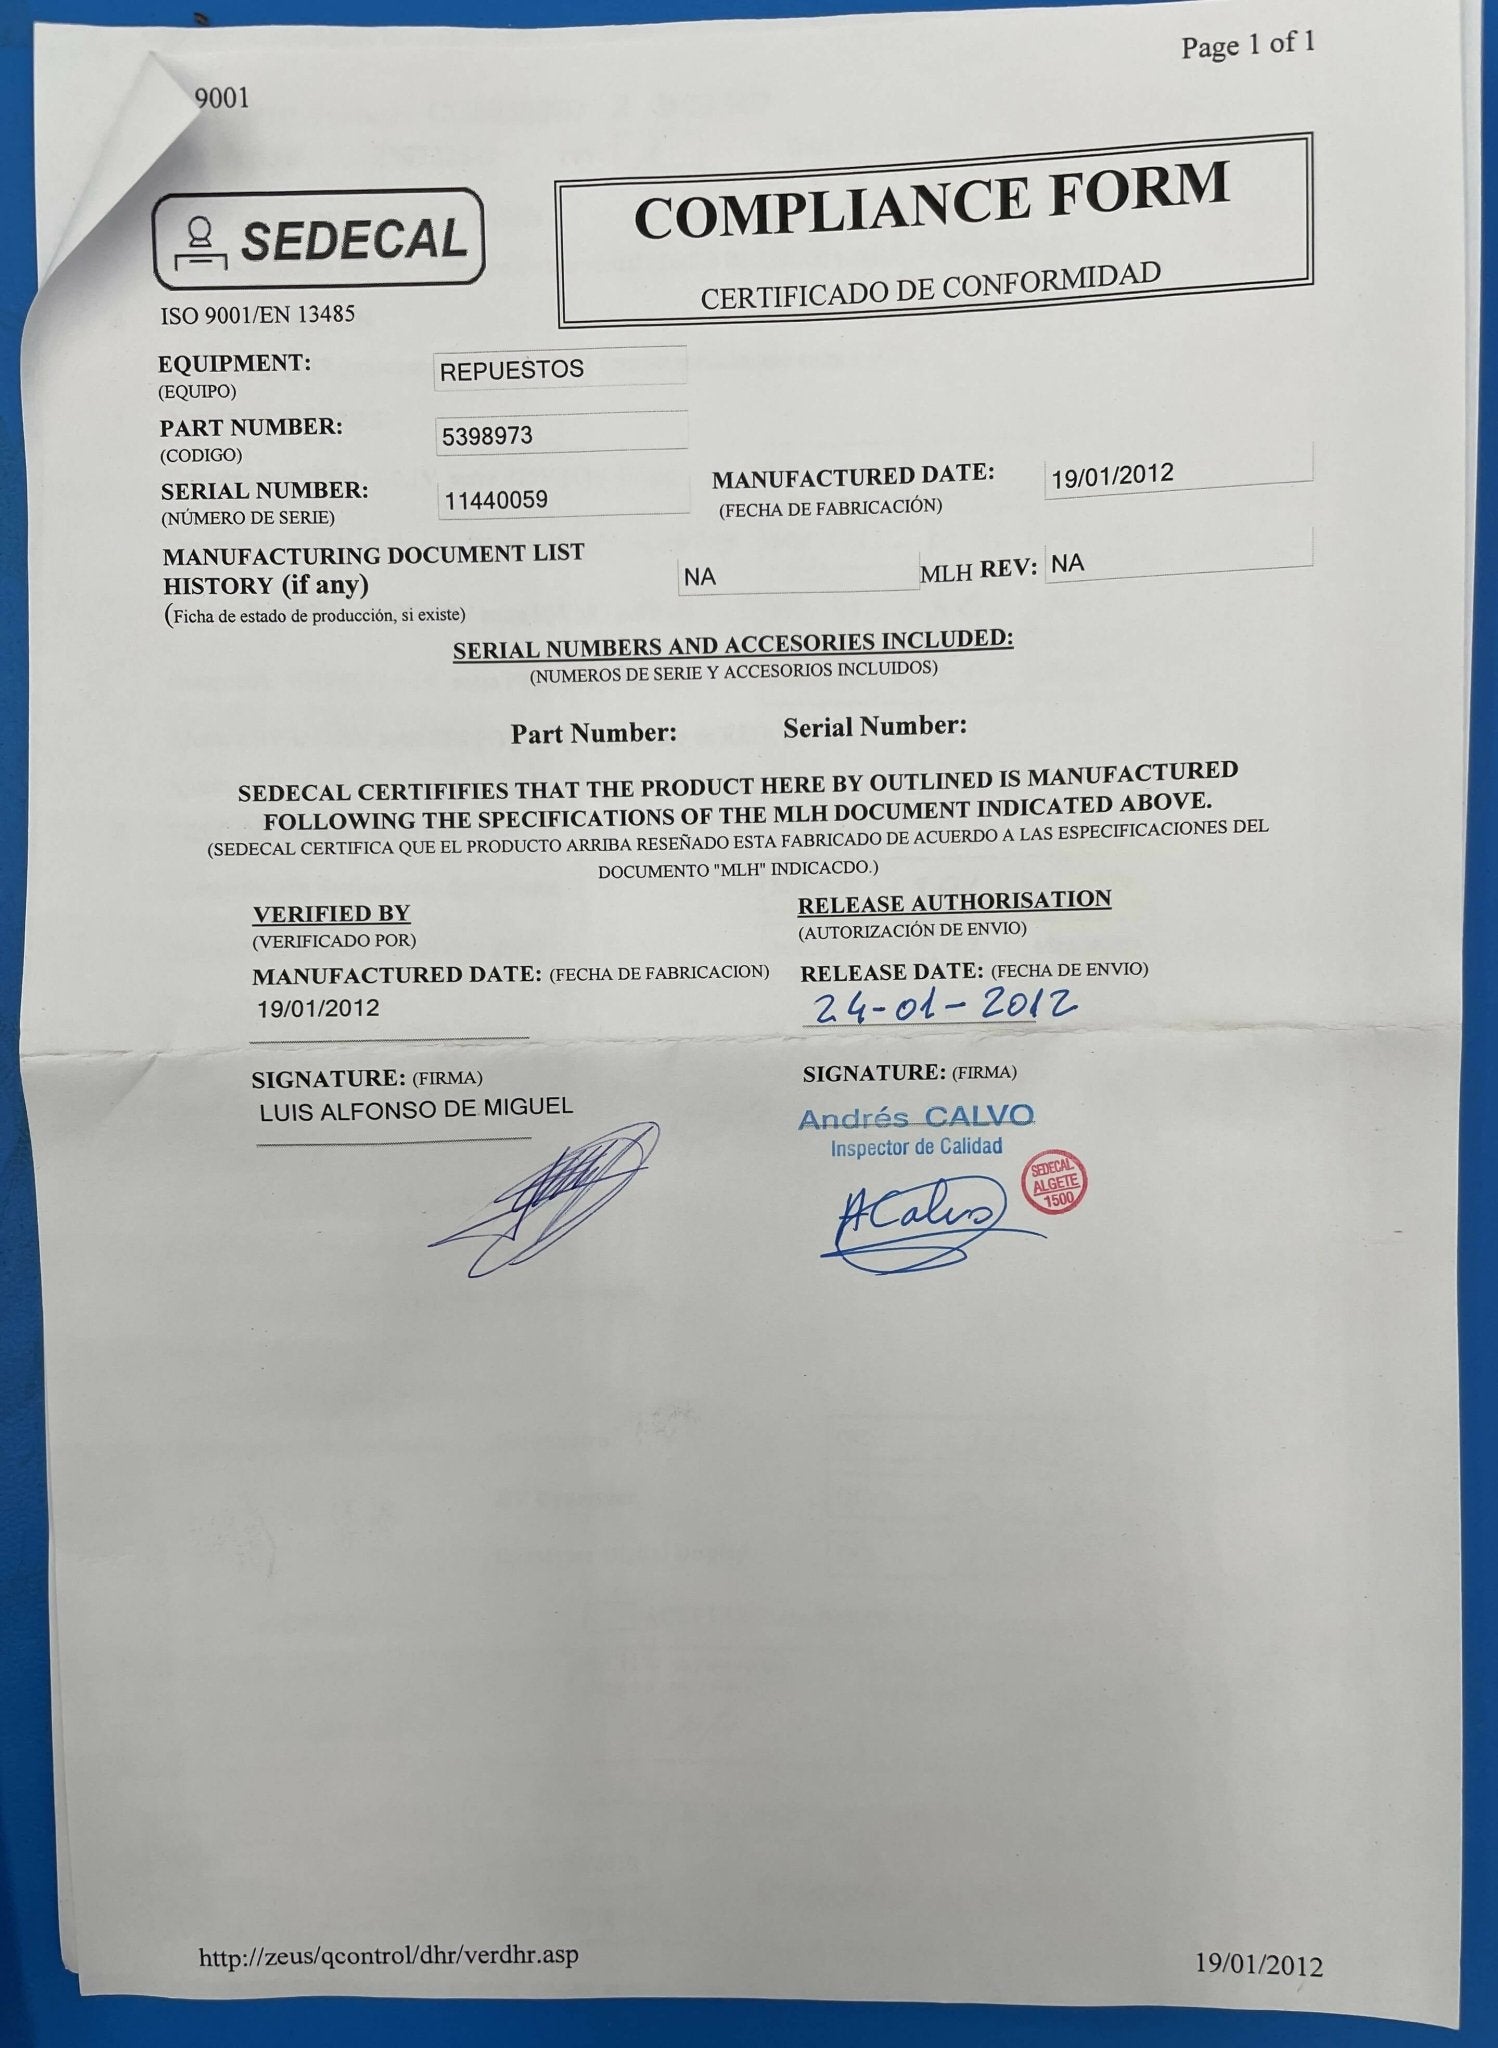 Page 1 of 1
9001
SEDECAL
COMPLIANCE FORM
CERTIFICADO DE CONFORMIDAD
ISO 9001/EN 13485
EQUIPMENT: REPUESTOS
(EQUIPO)
PART NUMBER: 5398973
(CODIGO)
SERIAL NUMBER: 11440059 MANUFACTURED DATE: 19/01/2012
(NÚMERO DE SERIE) (FECHA DE FABRICACIÓN)
MANUFACTURING DOCUMENT LIST
HISTORY (if any) NA MLH REV: NA
(Ficha de estado de producción, si existe)
SERIAL NUMBERS AND ACCESORIES INCLUDED:
(NUMEROS DE SERIE Y ACCESORIOS INCLUIDOS)
Part Number: Serial Number:
SEDECAL CERTIFIFIES THAT THE PRODUCT HERE BY OUTLINED IS MANUFACTURED
FOLLOWING THE SPECIFICATIONS OF THE MLH DOCUMENT INDICATED ABOVE.
(SEDECAL CERTIFICA QUE EL PRODUCTO ARRIBA RESEÑADO ESTA FABRICADO DE ACUERDO A LAS ESPECIFICACIONES DEL
DOCUMENTO "MLH" INDICACDO.)
VERIFIED BY RELEASE AUTHORISATION
(VERIFICADO POR) (AUTORIZACIÓN DE ENVIO)
MANUFACTURED DATE: (FECHA DE FABRICACION) RELEASE DATE: (FECHA DE ENVIO)
19/01/2012 24-01-2012
SIGNATURE: (FIRMA) SIGNATURE: (FIRMA)
LUIS ALFONSO DE MIGUEL Andrés CALVO
Inspector de Calidad
SEDECAL
ALGETE
1500
ACalvo
http://zeus/qcontrol/dhr/verdhr.asp 19/01/2012